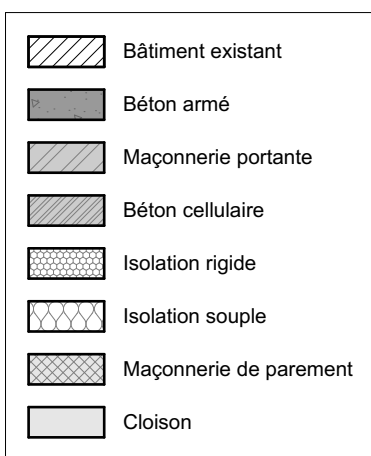 Bâtiment existant
Béton armé
Maçonnerie portante
Béton cellulaire
Isolation rigide
Isolation souple
Maçonnerie de parement
Cloison